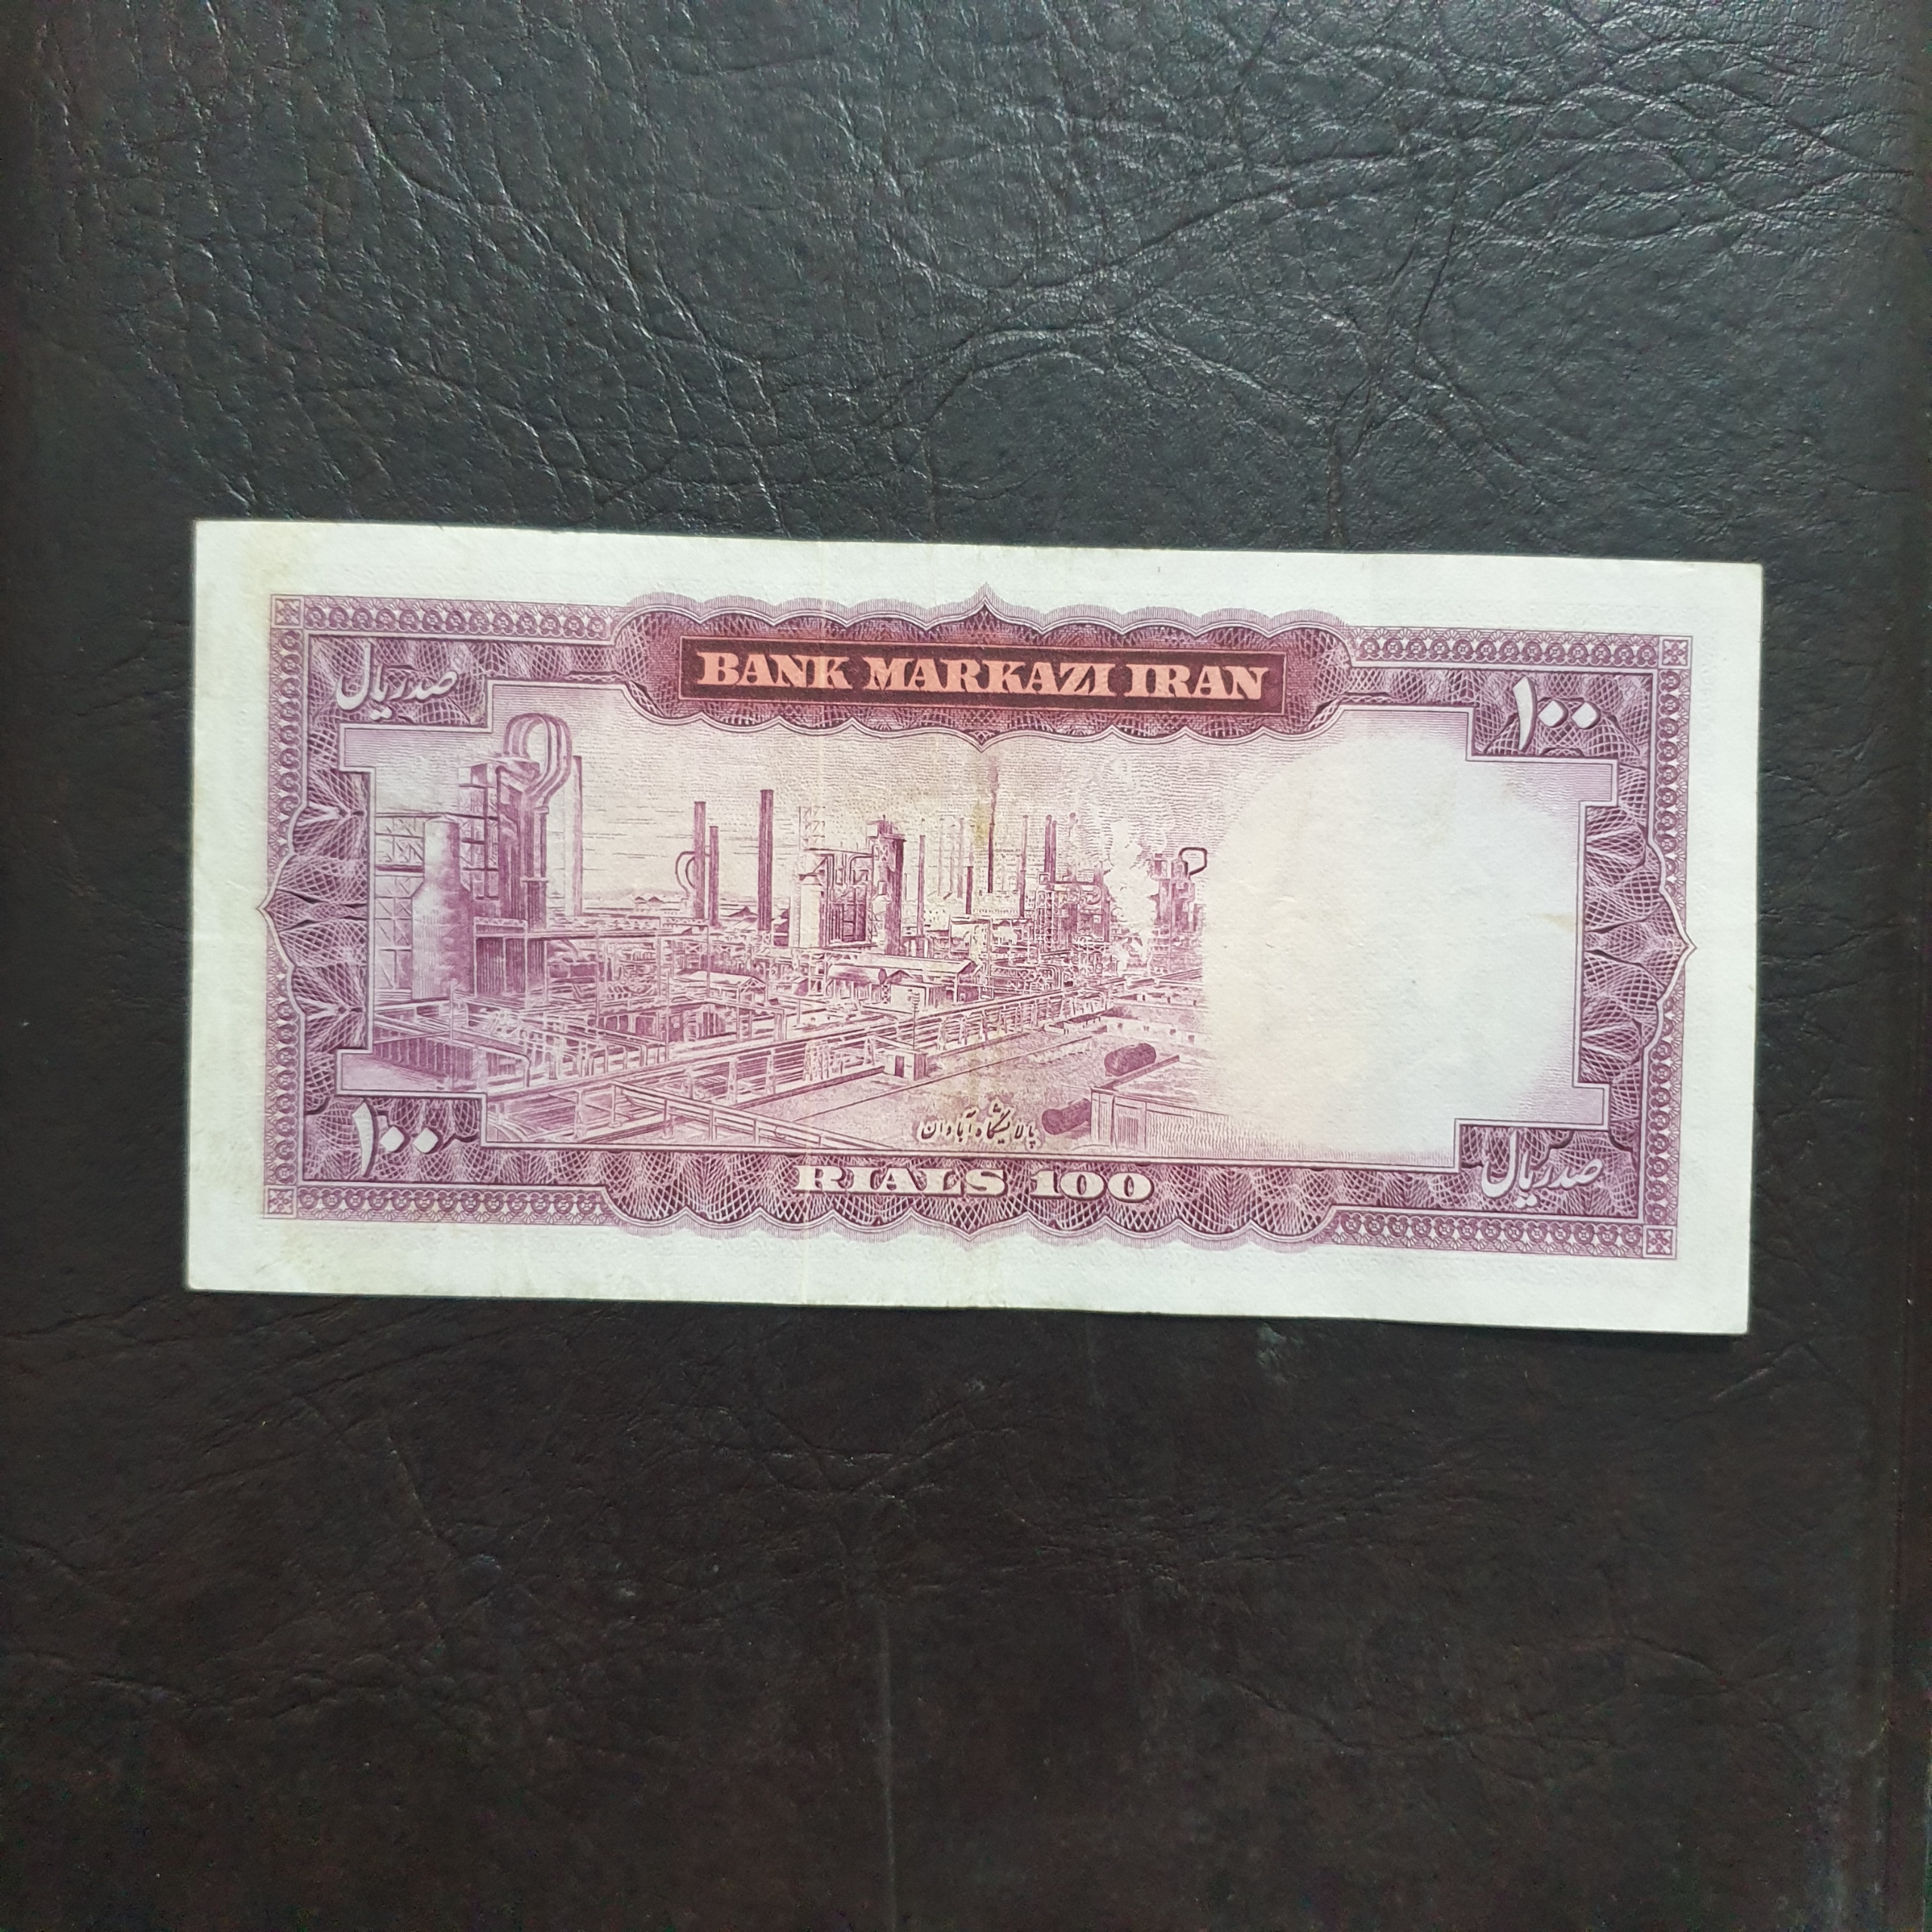 BANK MARKAZI IRAN
صد ریال
۱۰۰
پالایشگاه آبادان
۱۰۰
RIALS 100
صد ریال